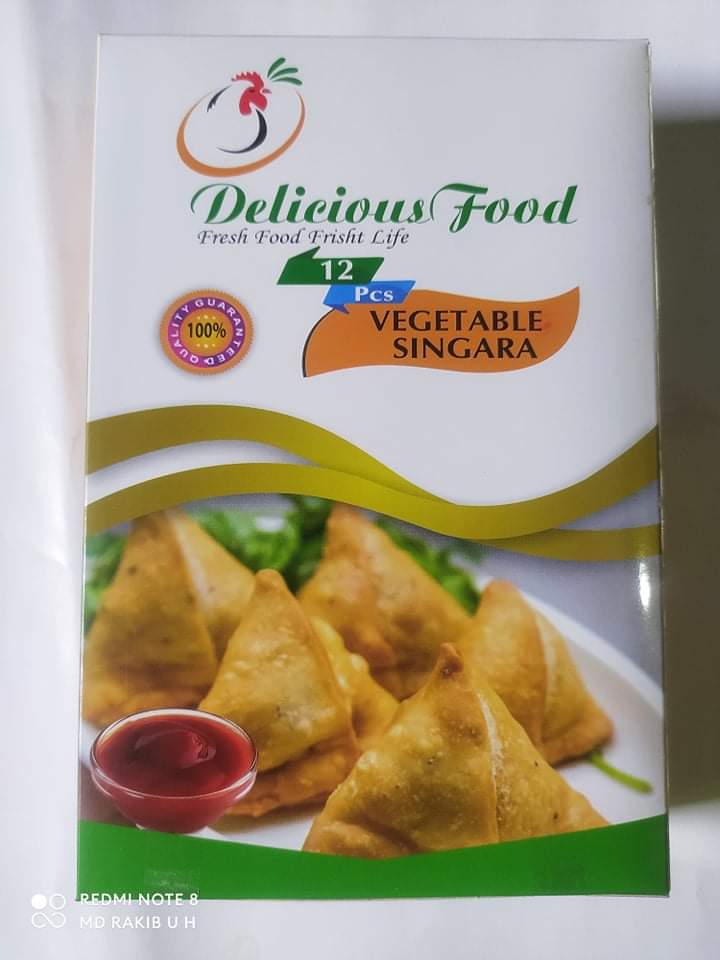 Delicious Food
Fresh Food Frisht Life
12
Pcs
VEGETABLE
SINGARA
QUALITY GUARANTEED
100%
REDMI NOTE 8
MD RAKIB U H